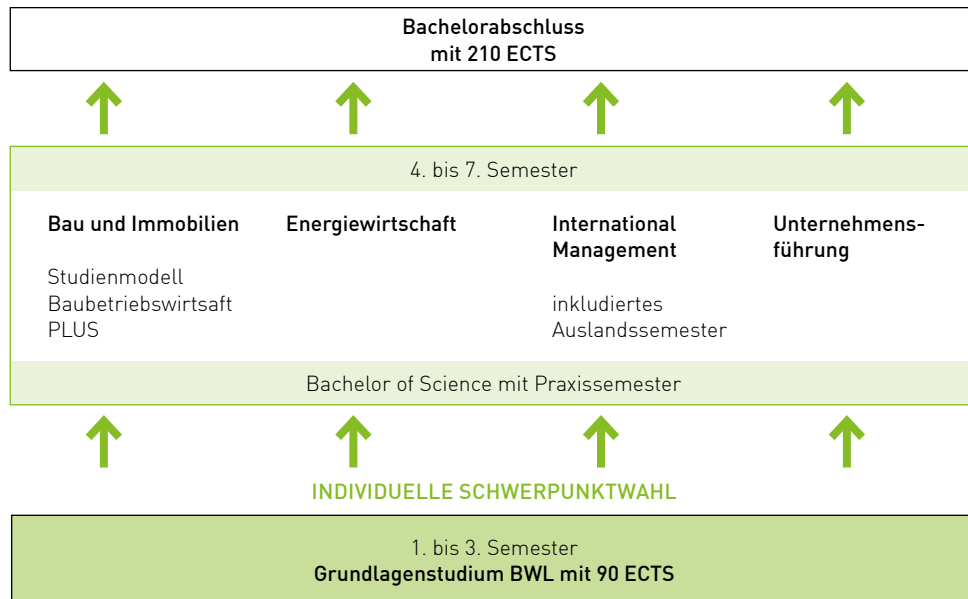 Bachelorabschluss
mit 210 ECTS
4. bis 7. Semester
Bau und Immobilien
Studienmodell
Baubetriebswirtsaft
PLUS
Energiewirtschaft
International
Management
inkludiertes
Auslandssemester
Unternehmens-
führung
Bachelor of Science mit Praxissemester
INDIVIDUELLE SCHWERPUNKTWAHL
1. bis 3. Semester
Grundlagenstudium BWL mit 90 ECTS